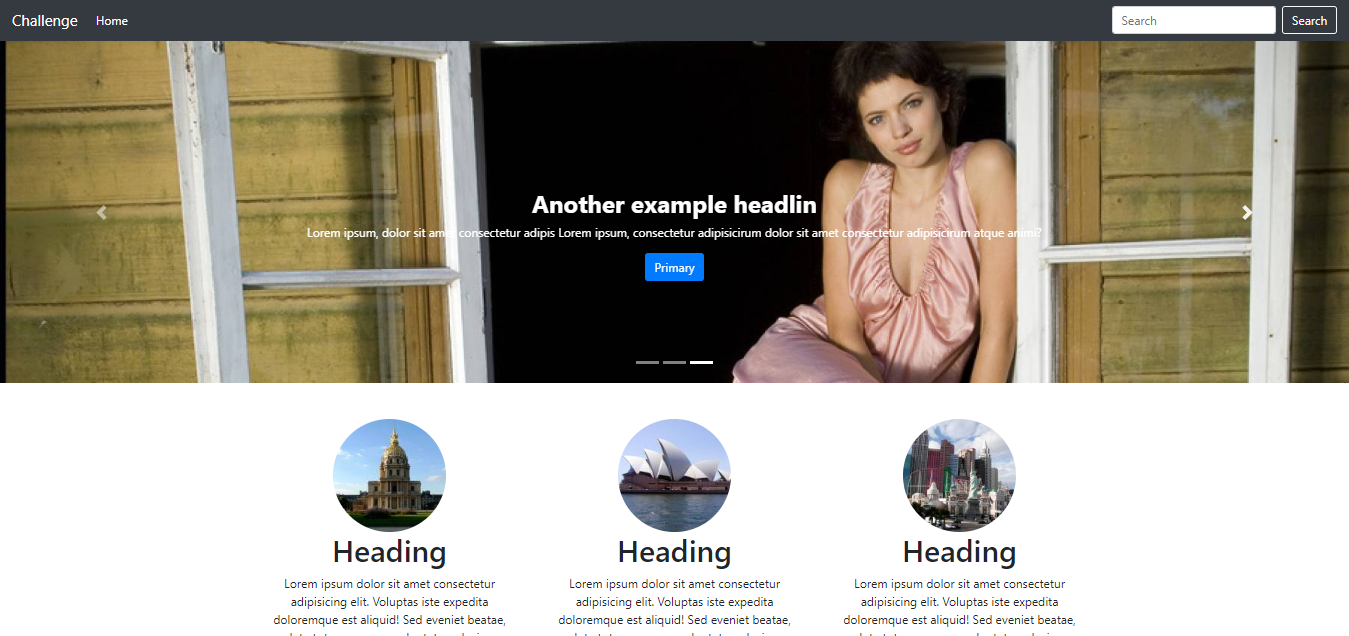 Challenge Home Search Search
Another example headlin
Lorem ipsum, dolor sit amet consectetur adipis Lorem ipsum, consectetur adipisicirum dolor sit amet consectetur adipisicirum atque animi?
Primary
Heading
Lorem ipsum dolor sit amet consectetur
adipisicing elit. Voluptas iste expedita
doloremque est aliquid! Sed eveniet beatae,
Heading
Lorem ipsum dolor sit amet consectetur
adipisicing elit. Voluptas iste expedita
doloremque est aliquid! Sed eveniet beatae,
Heading
Lorem ipsum dolor sit amet consectetur
adipisicing elit. Voluptas iste expedita
doloremque est aliquid! Sed eveniet beatae,